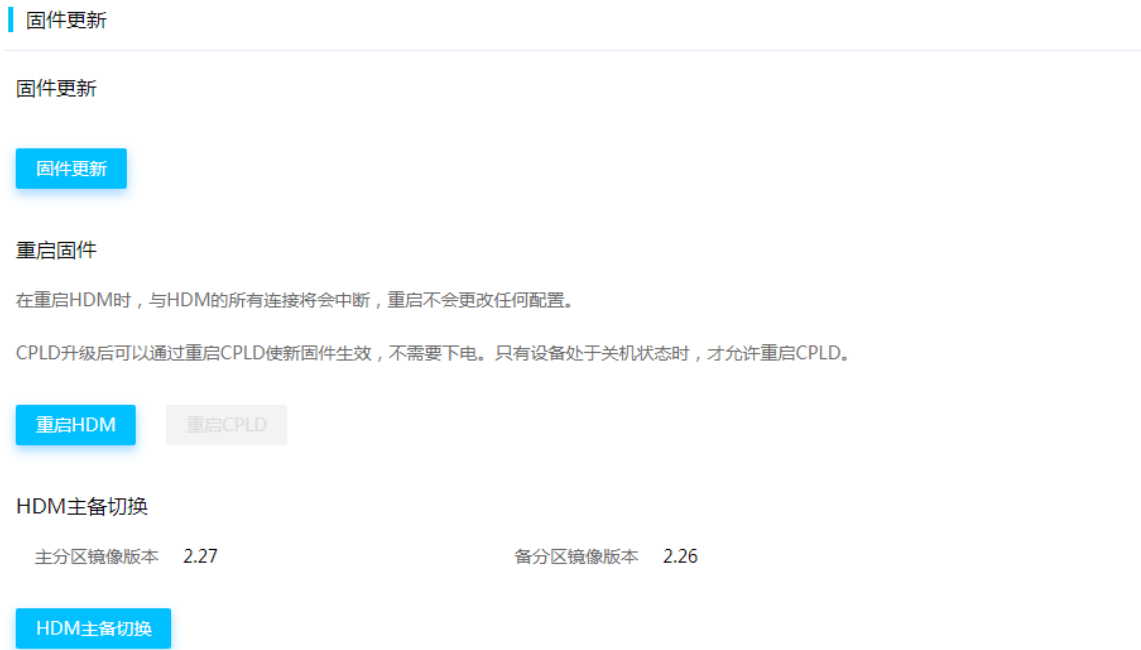 固件更新
固件更新
固件更新
重启固件
在重启HDM时，与HDM的所有连接将会中断，重启不会更改任何配置。
CPLD升级后可以通过重启CPLD使新固件生效，不需要下电。只有设备处于关机状态时，才允许重启CPLD。
重启HDM 重启CPLD
HDM主备切换
主分区镜像版本 2.27 备分区镜像版本 2.26
HDM主备切换